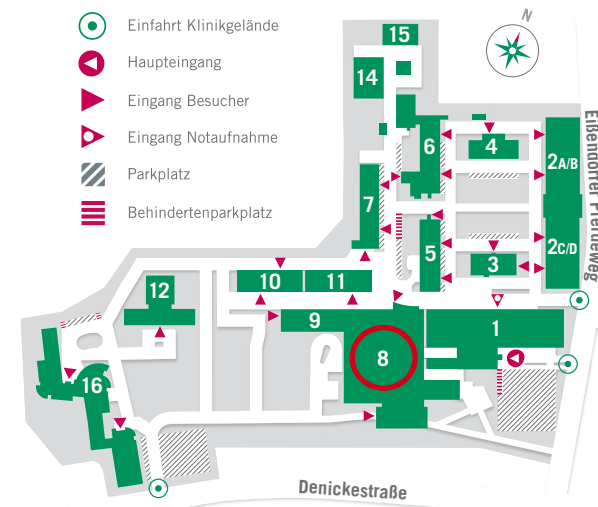 Einfahrt Klinikgelände
Haupteingang
Eingang Besucher
Eingang Notaufnahme
Parkplatz
Behindertenparkplatz
N
15
14
6
4
2A/B
Eißendorfer Pferdeweg
7
5
3
2C/D
10
11
12
9
1
8
16
Denickestraße